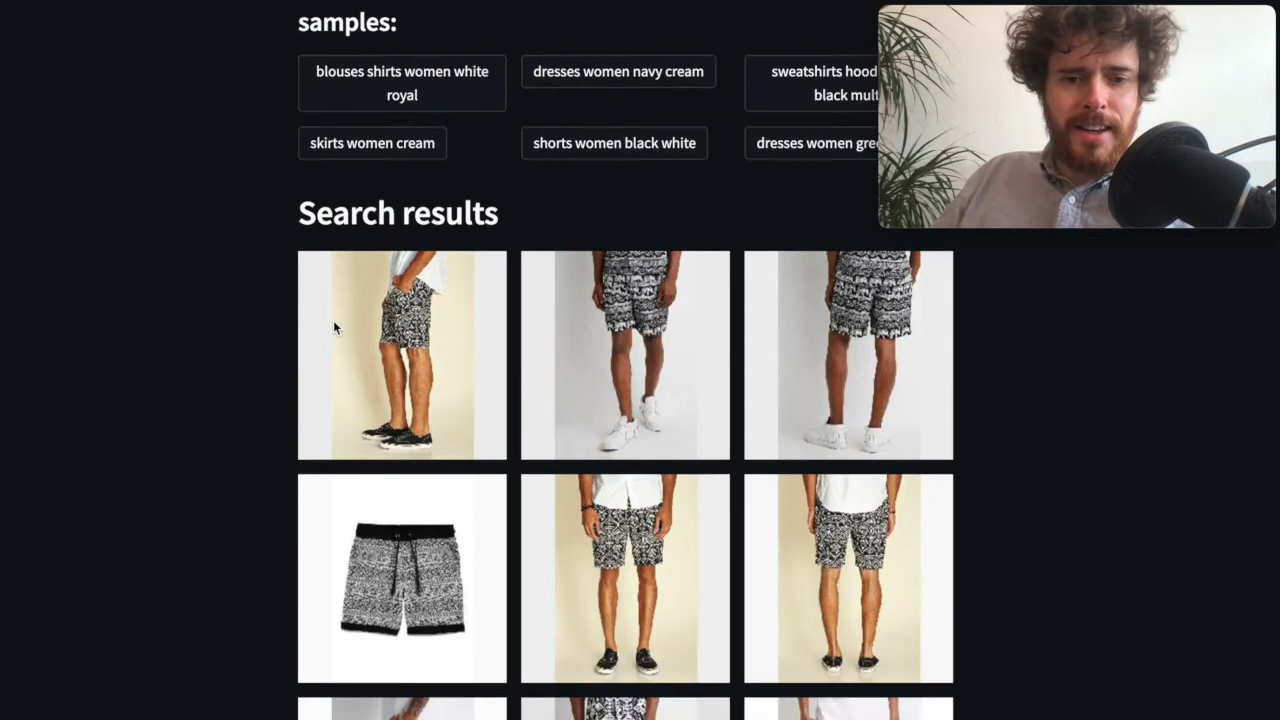 samples:
blouses shirts women white
royal
dresses women navy cream
sweatshirts hood
black mult
skirts women cream
shorts women black white
dresses women gre
Search results